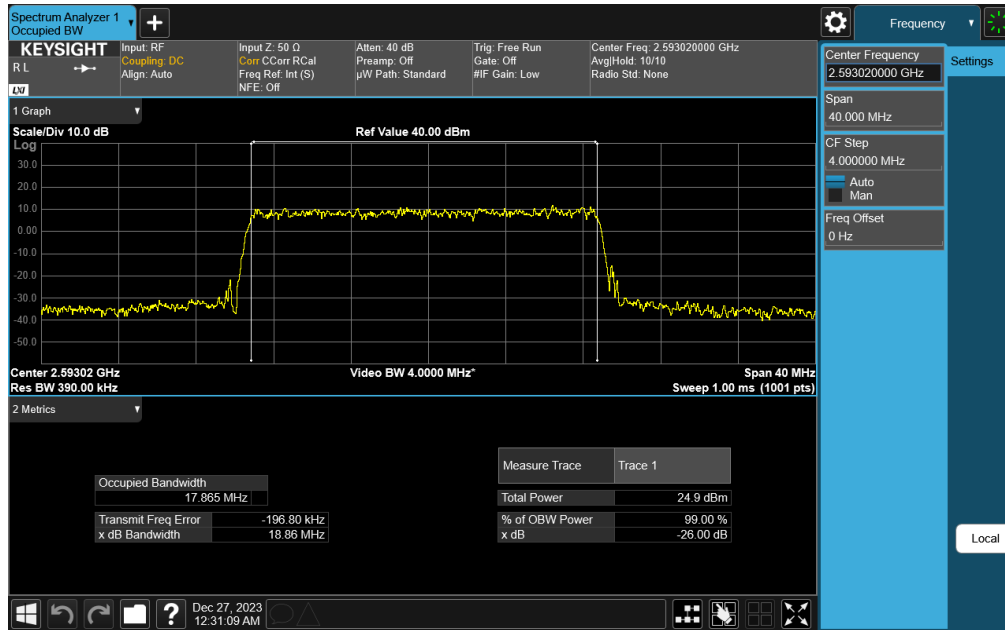 Spectrum Analyzer 1
Occupied BW
Frequency
KEYSIGHT
R L
LXI
Input: RF
Coupling: DC
Align: Auto
Input Z: 50 Ω
Corr CCorr RCal
Freq Ref: Int (S)
NFE: Off
Atten: 40 dB
Preamp: Off
µW Path: Standard
Trig: Free Run
Gate: Off
#IF Gain: Low
Center Freq: 2.593020000 GHz
Avg|Hold: 10/10
Radio Std: None
Center Frequency
2.593020000 GHz
Settings
Span
40.000 MHz
CF Step
4.000000 MHz
Auto
Man
Freq Offset
0 Hz
1 Graph
Scale/Div 10.0 dB
Ref Value 40.00 dBm
Log
30.0
20.0
10.0
0.00
-10.0
-20.0
-30.0
-40.0
-50.0
Center 2.59302 GHz
Video BW 4.0000 MHz*
Span 40 MHz
Res BW 390.00 kHz
Sweep 1.00 ms (1001 pts)
2 Metrics
Measure Trace
Trace 1
Occupied Bandwidth
17.865 MHz
Total Power
24.9 dBm
Transmit Freq Error
-196.80 kHz
% of OBW Power
99.00 %
x dB Bandwidth
18.86 MHz
x dB
-26.00 dB
Local
Dec 27, 2023
12:31:09 AM